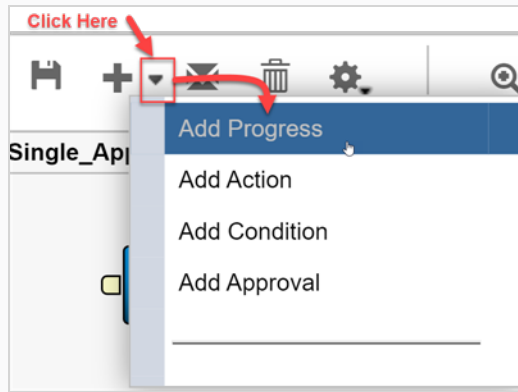 Click Here
Single_App
Add Progress
Add Action
Add Condition
Add Approval